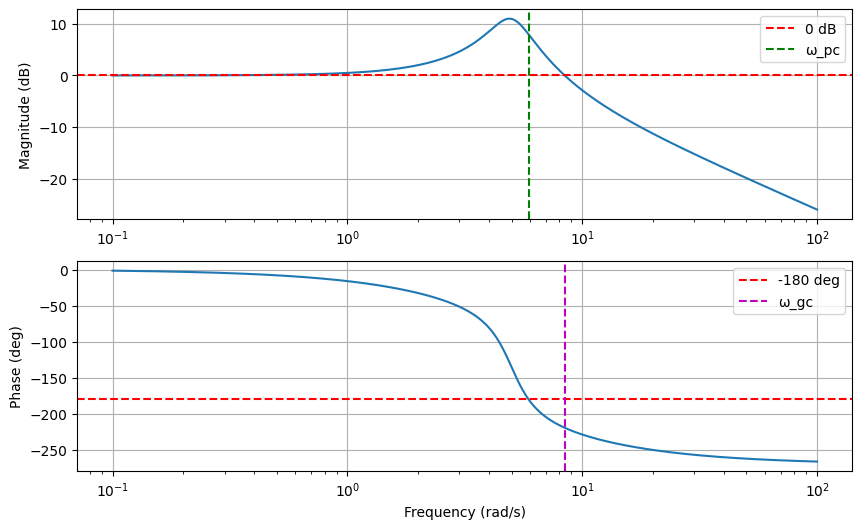 Magnitude (dB)
10
0
−10
−20
0 dB
ω_pc
10⁻¹ 10⁰ 10¹ 10²
Phase (deg)
0
−50
−100
−150
−200
−250
-180 deg
ω_gc
10⁻¹ 10⁰ 10¹ 10²
Frequency (rad/s)